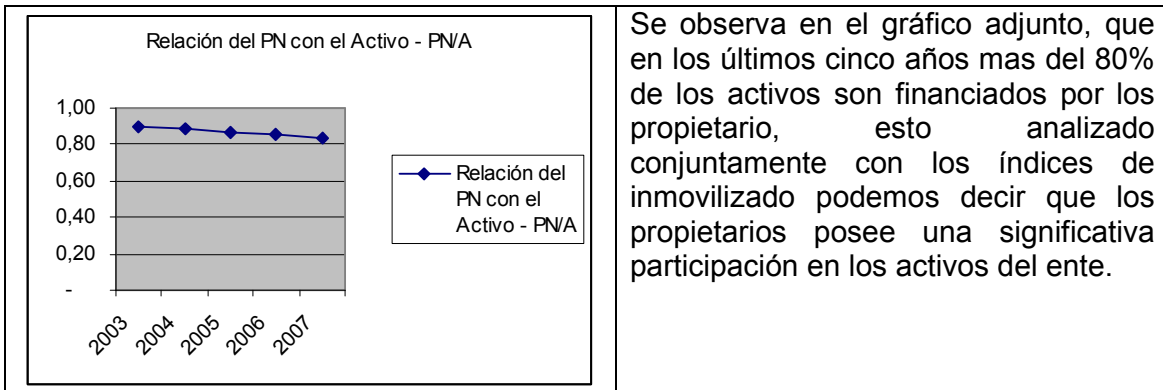 Relación del PN con el Activo - PN/A
1,00
0,80
0,60
0,40
0,20
-
2003
2004
2005
2006
2007
Relación del
PN con el
Activo - PN/A
Se observa en el gráfico adjunto, que
en los últimos cinco años mas del 80%
de los activos son financiados por los
propietario, esto analizado
conjuntamente con los índices de
inmovilizado podemos decir que los
propietarios posee una significativa
participación en los activos del ente.